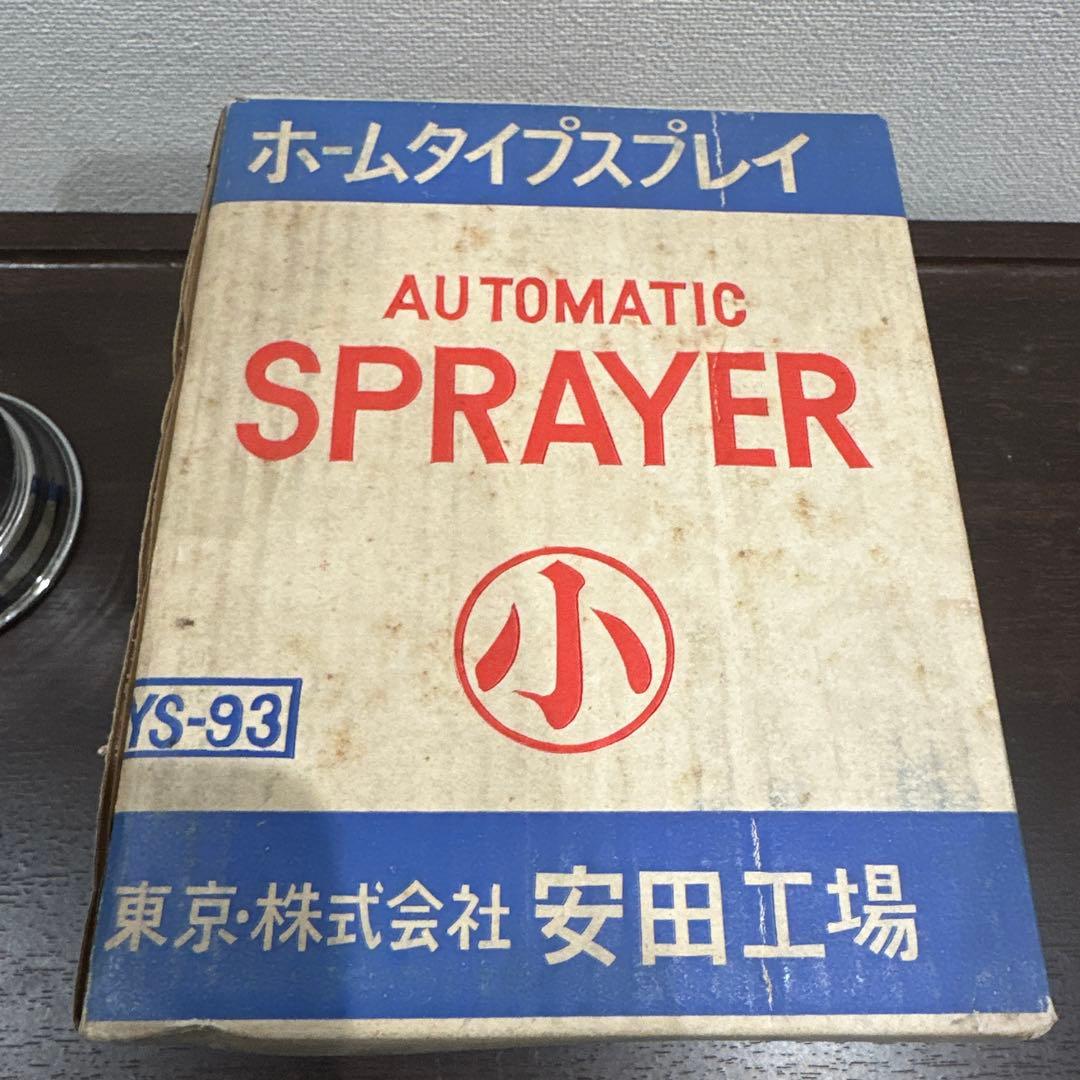 ホームタイプスプレイ
AUTOMATIC
SPRAYER
小
YS-93
東京・株式会社 安田工場